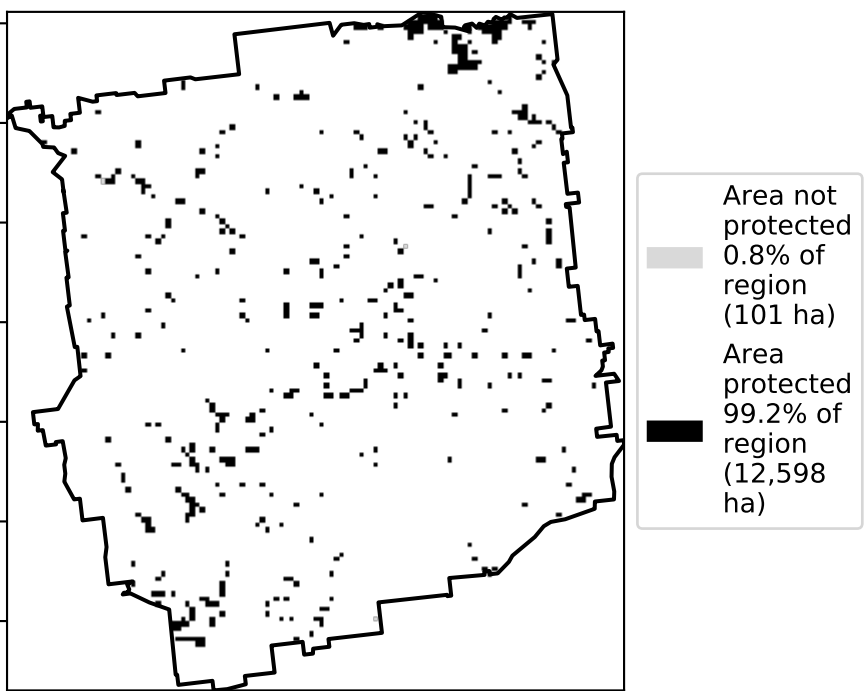 Area not
protected
0.8% of
region
(101 ha)
Area
protected
99.2% of
region
(12,598
ha)